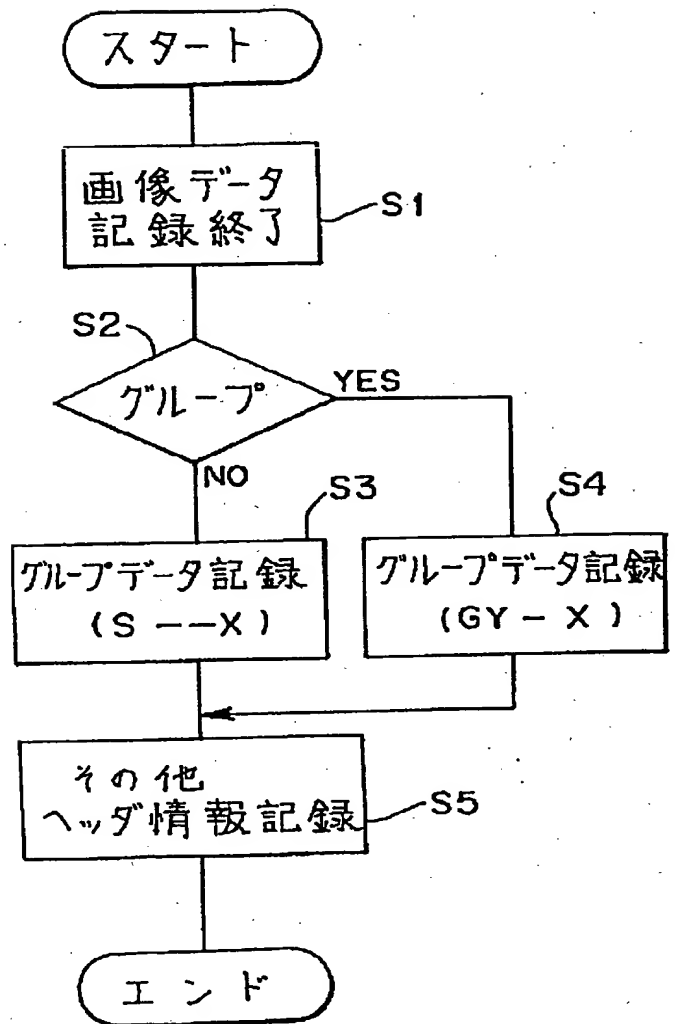 スタート
画像データ
記録終了
S1
S2
グループ
YES
NO
S3
S4
グループデータ記録
(S --X)
グループデータ記録
(GY - X)
その他
ヘッダ情報記録
S5
エンド